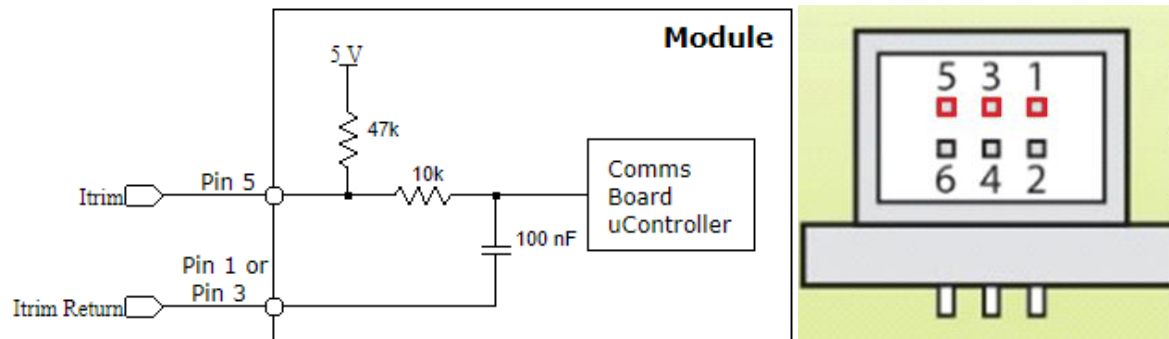 Module
5 V
47k
10k
Itrim
Pin 5
Comms
Board
uController
100 nF
Pin 1 or
Pin 3
Itrim Return
5 3 1
6 4 2